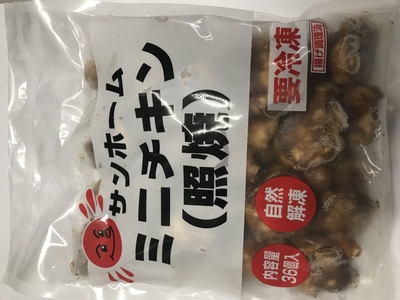 サンホーム
ミニチキン
(照焼)
要冷凍
自然
解凍
内容量
36個入